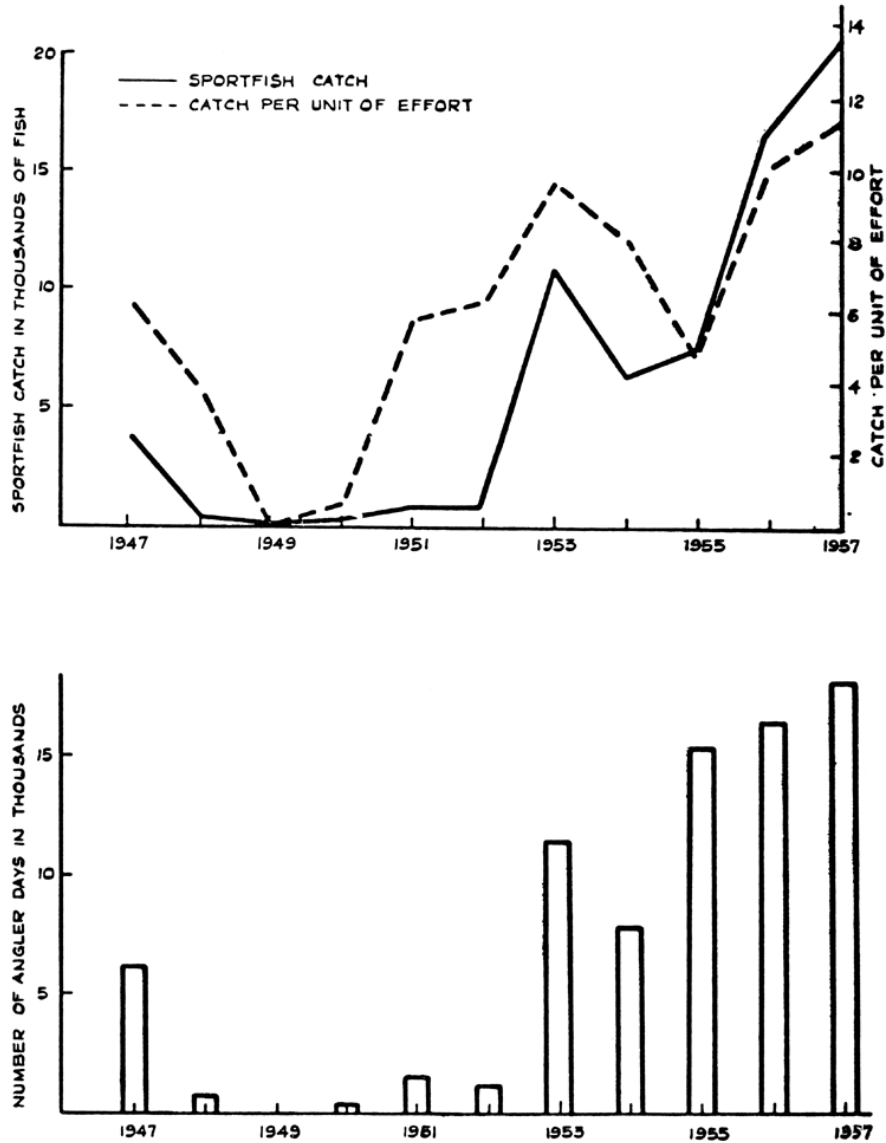 SPORTFISH CATCH
CATCH PER UNIT OF EFFORT
SPORTFISH CATCH IN THOUSANDS OF FISH
20
15
10
5
14
12
10
8
6
4
2
CATCH PER UNIT OF EFFORT
1947 1949 1951 1953 1955 1957
NUMBER OF ANGLER DAYS IN THOUSANDS
15
10
5
1947 1949 1961 1953 1955 1957